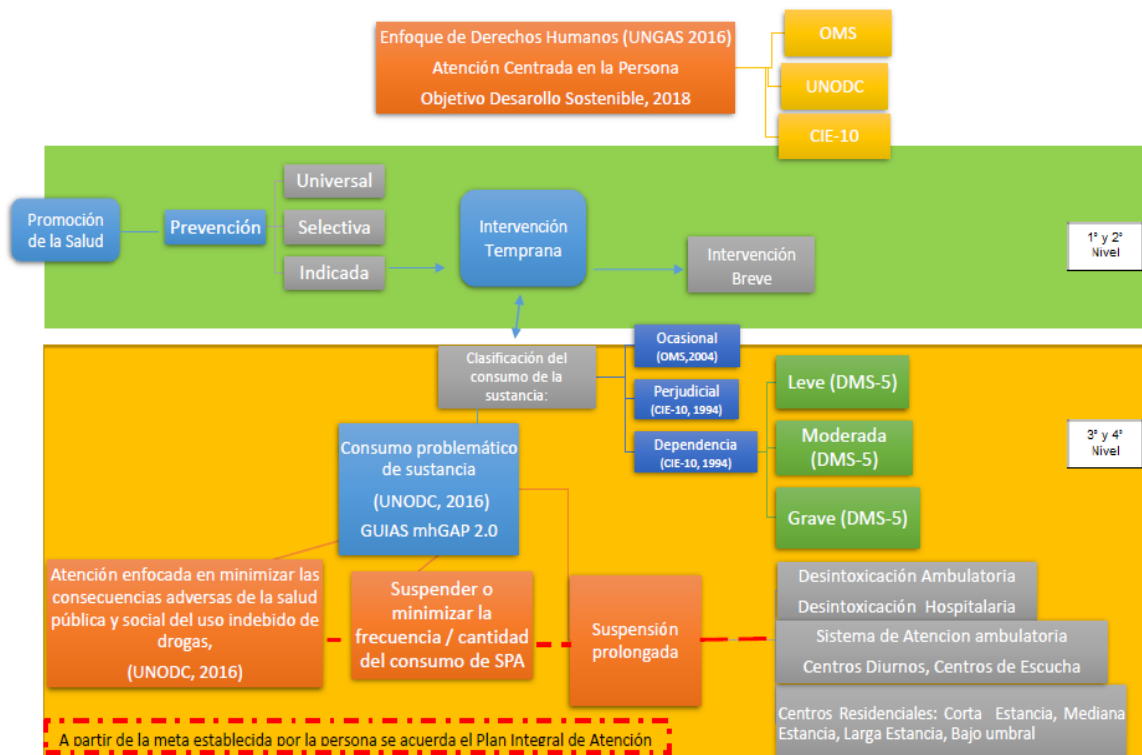 Enfoque de Derechos Humanos (UNGAS 2016)
Atención Centrada en la Persona
Objetivo Desarollo Sostenible, 2018
OMS
UNODC
CIE-10
Promoción
de la Salud
Prevención
Universal
Selectiva
Indicada
Intervención
Temprana
Intervención
Breve
1° y 2°
Nivel
Clasificación del
consumo de la
sustancia:
Ocasional
(OMS,2004)
Perjudicial
(CIE-10, 1994)
Dependencia
(CIE-10, 1994)
Leve (DMS-5)
Moderada
(DMS-5)
Grave (DMS-5)
3° y 4°
Nivel
Consumo problemático
de sustancia
(UNODC, 2016)
GUIAS mhGAP 2.0
Atención enfocada en minimizar las
consecuencias adversas de la salud
pública y social del uso indebido de
drogas,
(UNODC, 2016)
Suspender o
minimizar la
frecuencia / cantidad
del consumo de SPA
Suspensión
prolongada
Desintoxicación Ambulatoria
Desintoxicación Hospitalaria
Sistema de Atencion ambulatoria
Centros Diurnos, Centros de Escucha
Centros Residenciales: Corta Estancia, Mediana
Estancia, Larga Estancia, Bajo umbral
A partir de la meta establecida por la persona se acuerda el Plan Integral de Atención